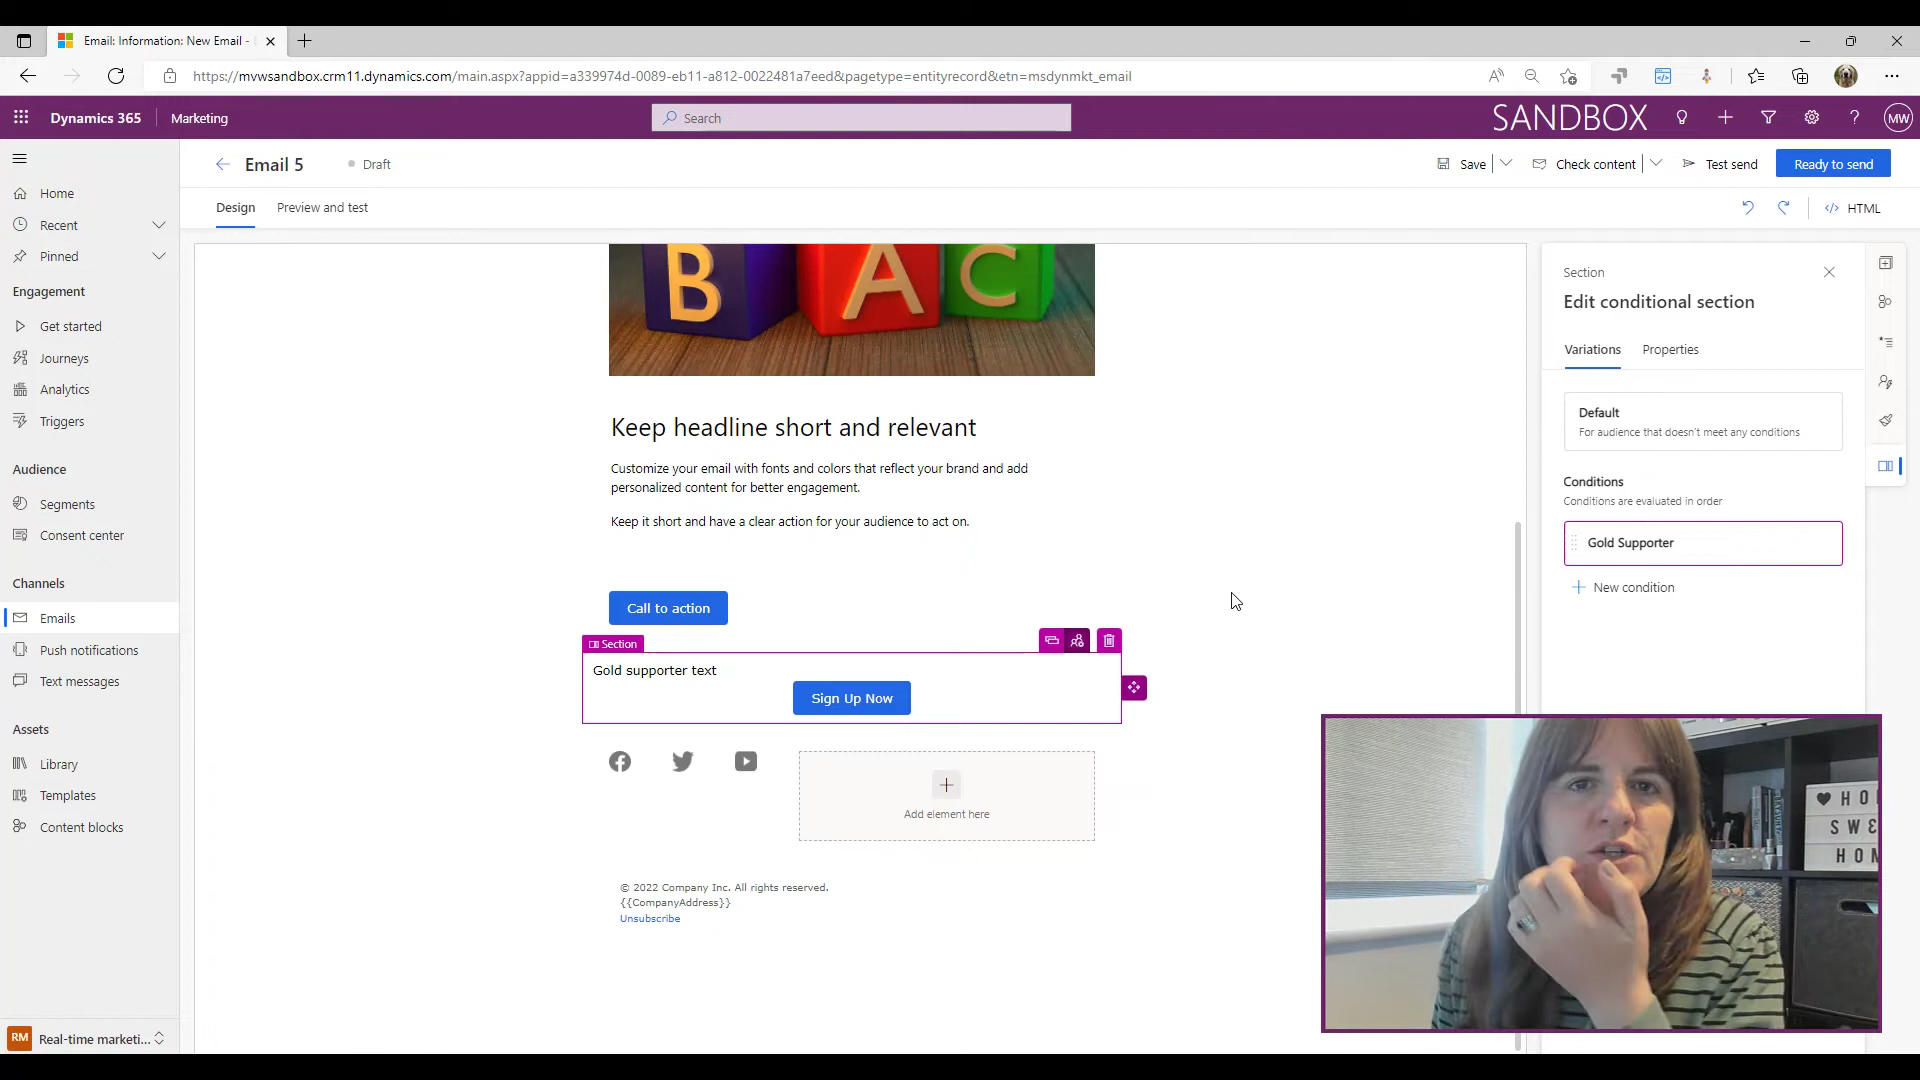 Email: Information: New Email -
https://mvwsandbox.crm11.dynamics.com/main.aspx?appid=a339974d-0089-eb11-a812-0022481a7eed&pagetype=entityrecord&etn=msdynmkt_email
Dynamics 365
Marketing
Search
SANDBOX
MW
Email 5
Draft
Save
Check content
Test send
Ready to send
Design
Preview and test
HTML
Home
Recent
Pinned
Engagement
Get started
Journeys
Analytics
Triggers
Audience
Segments
Consent center
Channels
Emails
Push notifications
Text messages
Assets
Library
Templates
Content blocks
RM
Real-time marketi...
B A C
Keep headline short and relevant
Customize your email with fonts and colors that reflect your brand and add
personalized content for better engagement.
Keep it short and have a clear action for your audience to act on.
Call to action
Section
Gold supporter text
Sign Up Now
Add element here
© 2022 Company Inc. All rights reserved.
{{CompanyAddress}}
Unsubscribe
Section
Edit conditional section
Variations
Properties
Default
For audience that doesn't meet any conditions
Conditions
Conditions are evaluated in order
Gold Supporter
New condition
HO
SWE
HOM